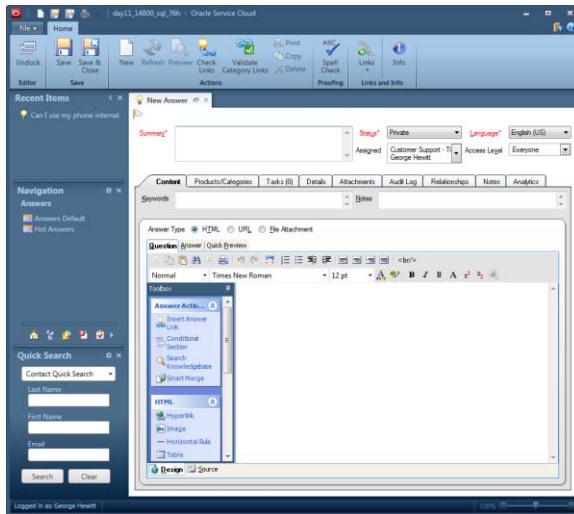 day11_14800_sql_76h - Oracle Service Cloud
File Home
Undock Save Save & Close New Refresh Preview Check Links Validate Category Links Print Copy Delete Spell Check Links Info
Editor Save Actions Proofing Links and Info
Recent Items
Can I use my phone internat
Navigation
Answers
Answers Default
Hot Answers
Quick Search
Contact Quick Search
Last Name
First Name
Email
Search Clear
New Answer
Summary* Status* Private Language* English (US)
Assigned Customer Support - Ti George Hewitt Access Level Everyone
Content Products/Categories Tasks (0) Details Attachments Audit Log Relationships Notes Analytics
Keywords Notes
Answer Type HTML URL File Attachment
Question Answer Quick Preview
<br/>
Normal Times New Roman 12 pt A B I U A
Toolbox
Answer Actio...
Insert Answer Link
Conditional Section
Search Knowledgebase
Smart Merge
HTML
Hyperlink
Image
Horizontal Rule
Table
Design Source
Logged in as: George Hewitt 100%